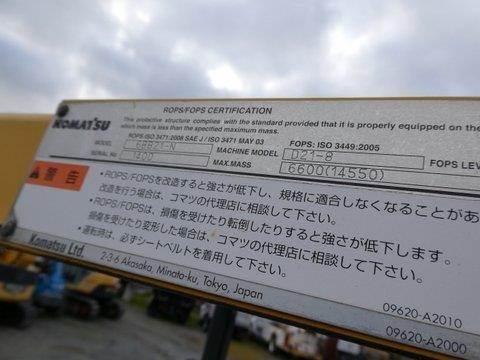 KOMATSU
ROPS/FOPS CERTIFICATION
This protective structure complies with the standard provided that it is properly equipped on the
which mass is less than the specified maximum mass.
ROPS: ISO 3471:2008 SAE J / ISO 3471 MAY 03
FOPS: ISO 3449:2005
MODEL
6BB21-N
MACHINE MODEL
D21-8
FOPS LEV
SERIAL No
1400
MAX.MASS
6600(14550)
警告
・ROPS/FOPSを改造すると強さが低下し、規格に適合しなくなることがあ
改造を行う場合は、コマツの代理店に相談して下さい。
・ROPS/FOPSは、損傷を受けたり転倒したりすると強さが低下します。
損傷を受けたり変形した場合は、コマツの代理店に相談して下さい。
・運転時は、必ずシートベルトを着用して下さい。
Komatsu Ltd.
2-3-6 Akasaka, Minato-ku, Tokyo, Japan
09620-A2010
09620-A2000